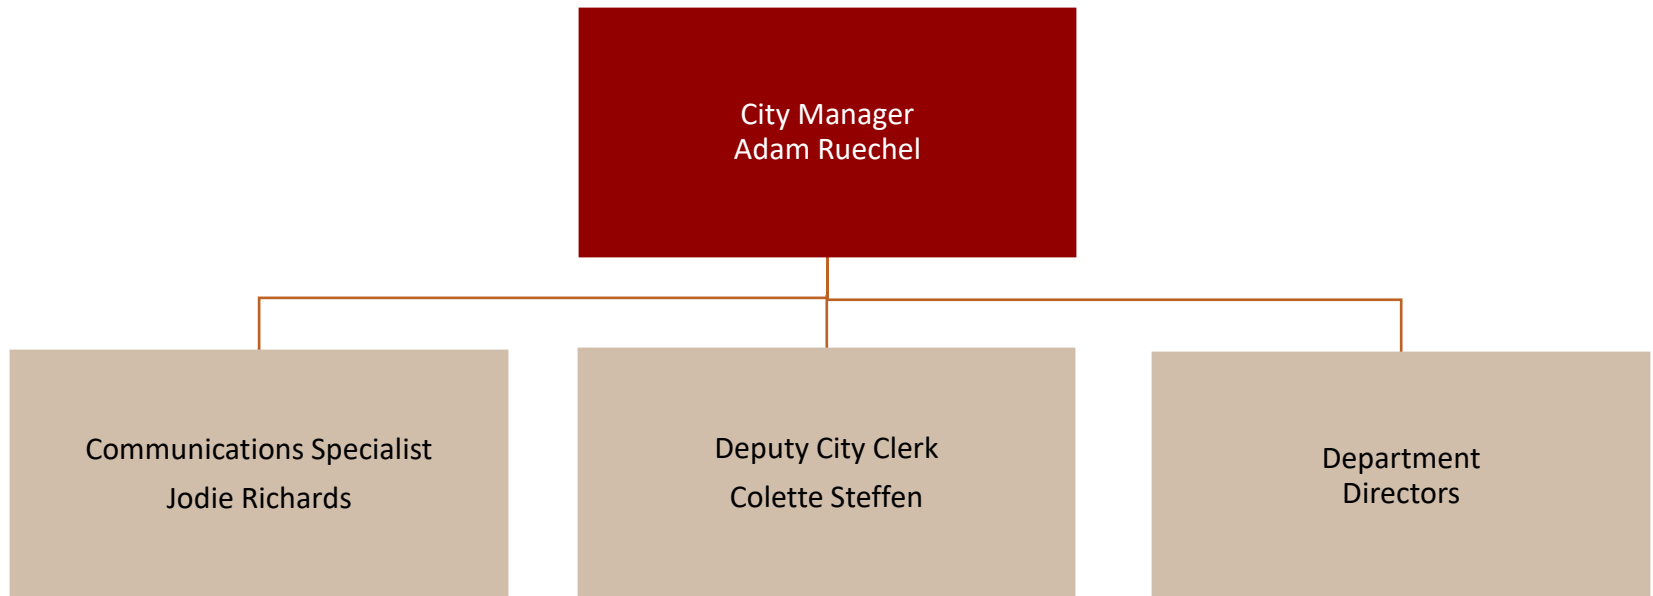 City Manager
Adam Ruechel
Communications Specialist
Jodie Richards
Deputy City Clerk
Colette Steffen
Department
Directors